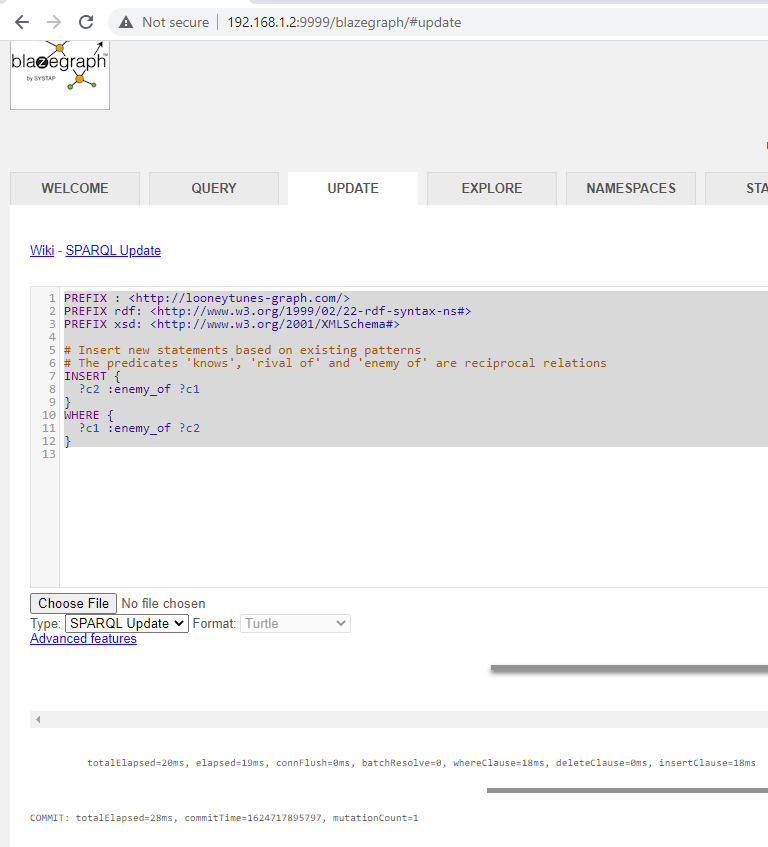 Not secure | 192.168.1.2:9999/blazegraph/#update
blazegraph™
by SYSTAP
WELCOME QUERY UPDATE EXPLORE NAMESPACES STA
Wiki - SPARQL Update
1 PREFIX : <http://looneytunes-graph.com/>
2 PREFIX rdf: <http://www.w3.org/1999/02/22-rdf-syntax-ns#>
3 PREFIX xsd: <http://www.w3.org/2001/XMLSchema#>
4
5 # Insert new statements based on existing patterns
6 # The predicates 'knows', 'rival of' and 'enemy of' are reciprocal relations
7 INSERT {
8 ?c2 :enemy_of ?c1
9 }
10 WHERE {
11 ?c1 :enemy_of ?c2
12 }
13
Choose File No file chosen
Type: SPARQL Update Format: Turtle
Advanced features
totalElapsed=20ms, elapsed=19ms, connFlush=0ms, batchResolve=0, whereClause=18ms, deleteClause=0ms, insertClause=18ms
COMMIT: totalElapsed=28ms, commitTime=1624717895797, mutationCount=1